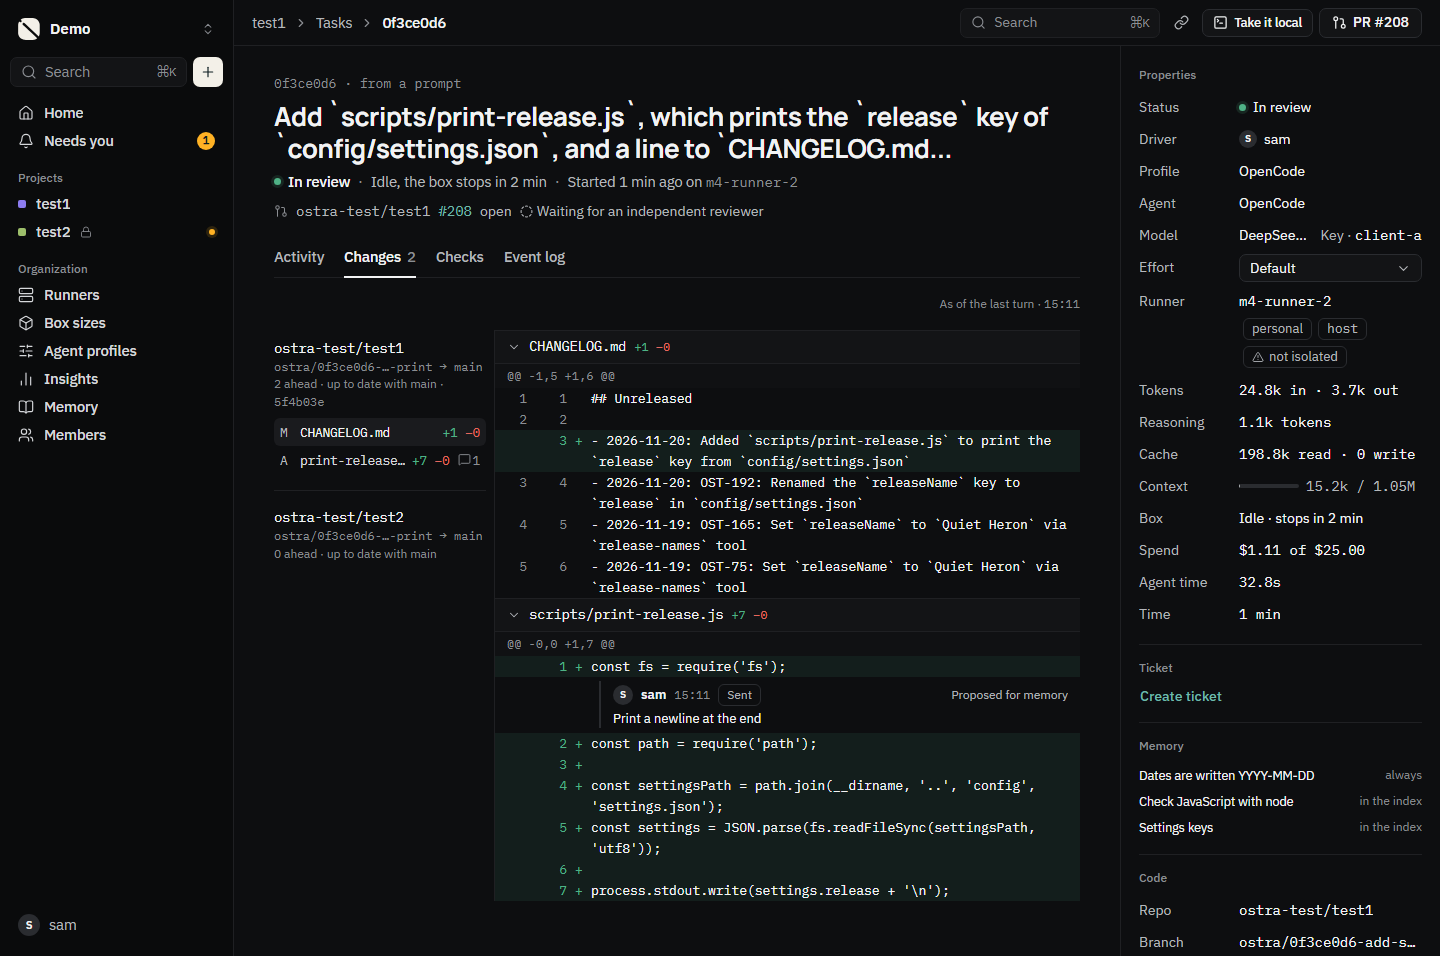 Demo
Search ⌘K
+
Home
Needs you 1
Projects
test1
test2
Organization
Runners
Box sizes
Agent profiles
Insights
Memory
Members
S sam
test1 > Tasks > 0f3ce0d6
Search ⌘K
Take it local
PR #208
0f3ce0d6 · from a prompt
Add `scripts/print-release.js`, which prints the `release` key of
`config/settings.json`, and a line to `CHANGELOG.md...
In review · Idle, the box stops in 2 min · Started 1 min ago on m4-runner-2
ostra-test/test1 #208 open Waiting for an independent reviewer
Activity Changes 2 Checks Event log
As of the last turn · 15:11
ostra-test/test1
ostra/0f3ce0d6-…-print → main
2 ahead · up to date with main ·
5f4b03e
M CHANGELOG.md +1 −0
A print-release… +7 −0 1
ostra-test/test2
ostra/0f3ce0d6-…-print → main
0 ahead · up to date with main
CHANGELOG.md +1 −0
@@ -1,5 +1,6 @@
1 1 ## Unreleased
2 2
3 + - 2026-11-20: Added `scripts/print-release.js` to print the
`release` key from `config/settings.json`
3 4 - 2026-11-20: OST-192: Renamed the `releaseName` key to
`release` in `config/settings.json`
4 5 - 2026-11-19: OST-165: Set `releaseName` to `Quiet Heron` via
`release-names` tool
5 6 - 2026-11-19: OST-75: Set `releaseName` to `Quiet Heron` via
`release-names` tool
scripts/print-release.js +7 −0
@@ -0,0 +1,7 @@
1 + const fs = require('fs');
S sam 15:11 Sent Proposed for memory
Print a newline at the end
2 + const path = require('path');
3 +
4 + const settingsPath = path.join(__dirname, '..', 'config',
'settings.json');
5 + const settings = JSON.parse(fs.readFileSync(settingsPath,
'utf8'));
6 +
7 + process.stdout.write(settings.release + '\n');
Properties
Status In review
Driver S sam
Profile OpenCode
Agent OpenCode
Model DeepSee… Key · client-a
Effort Default
Runner m4-runner-2
personal host
not isolated
Tokens 24.8k in · 3.7k out
Reasoning 1.1k tokens
Cache 198.8k read · 0 write
Context 15.2k / 1.05M
Box Idle · stops in 2 min
Spend $1.11 of $25.00
Agent time 32.8s
Time 1 min
Ticket
Create ticket
Memory
Dates are written YYYY-MM-DD always
Check JavaScript with node in the index
Settings keys in the index
Code
Repo ostra-test/test1
Branch ostra/0f3ce0d6-add-s…